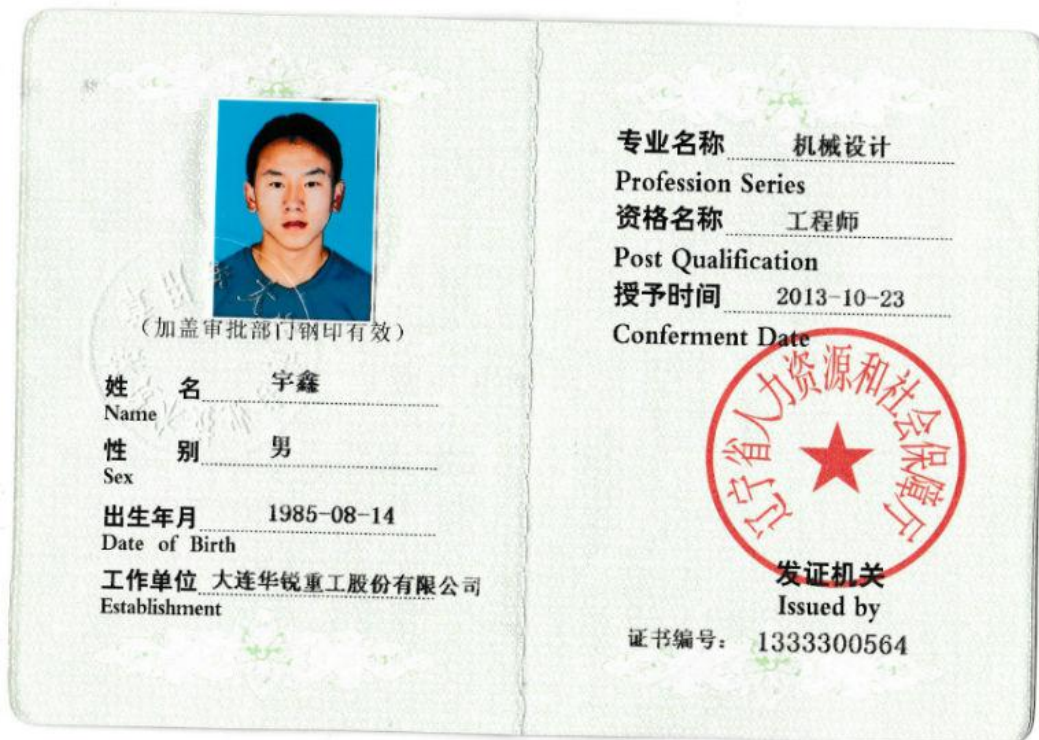 （加盖审批部门钢印有效）
姓 名 宇鑫
Name
性 别 男
Sex
出生年月 1985-08-14
Date of Birth
工作单位 大连华锐重工股份有限公司
Establishment
专业名称 机械设计
Profession Series
资格名称 工程师
Post Qualification
授予时间 2013-10-23
Conferment Date
辽宁省人力资源和社会保障厅
发证机关
Issued by
证书编号： 1333300564